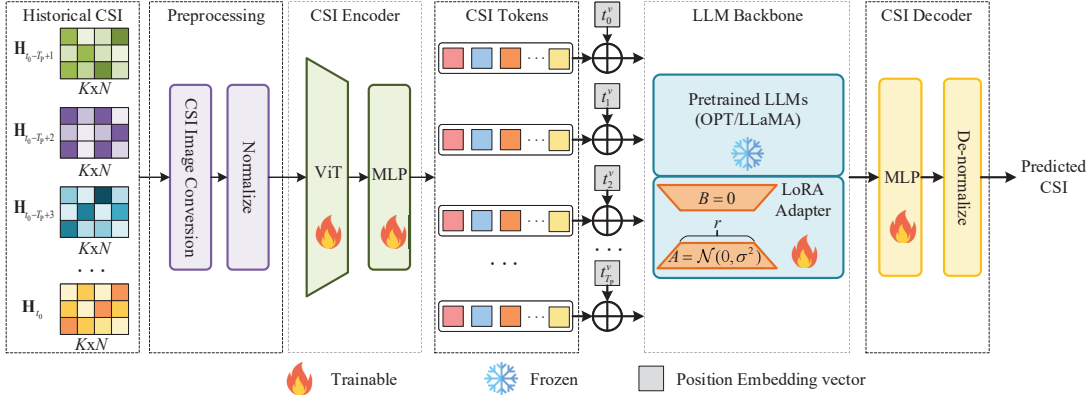 Historical CSI
Preprocessing
CSI Encoder
CSI Tokens
LLM Backbone
CSI Decoder
H_{t_0-T_P+1}
KxN
H_{t_0-T_P+2}
KxN
H_{t_0-T_P+3}
KxN
...
H_{t_0}
KxN
CSI Image Conversion
Normalize
ViT
MLP
...
...
...
...
...
t_0^v
t_1^v
t_2^v
...
t_{T_P}^v
Pretrained LLMs
(OPT/LLaMA)
B = 0
LoRA
Adapter
r
A = N(0, σ²)
MLP
De-normalize
Predicted
CSI
Trainable
Frozen
Position Embedding vector